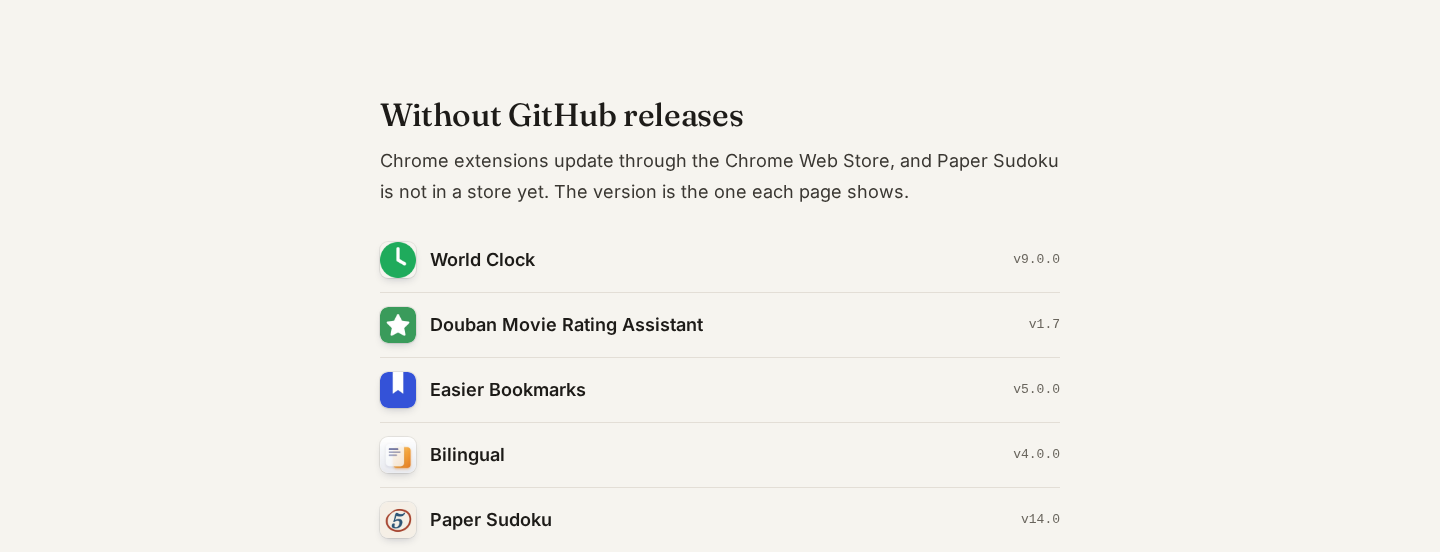 Without GitHub releases
Chrome extensions update through the Chrome Web Store, and Paper Sudoku
is not in a store yet. The version is the one each page shows.
World Clock v9.0.0
Douban Movie Rating Assistant v1.7
Easier Bookmarks v5.0.0
Bilingual v4.0.0
5 Paper Sudoku v14.0